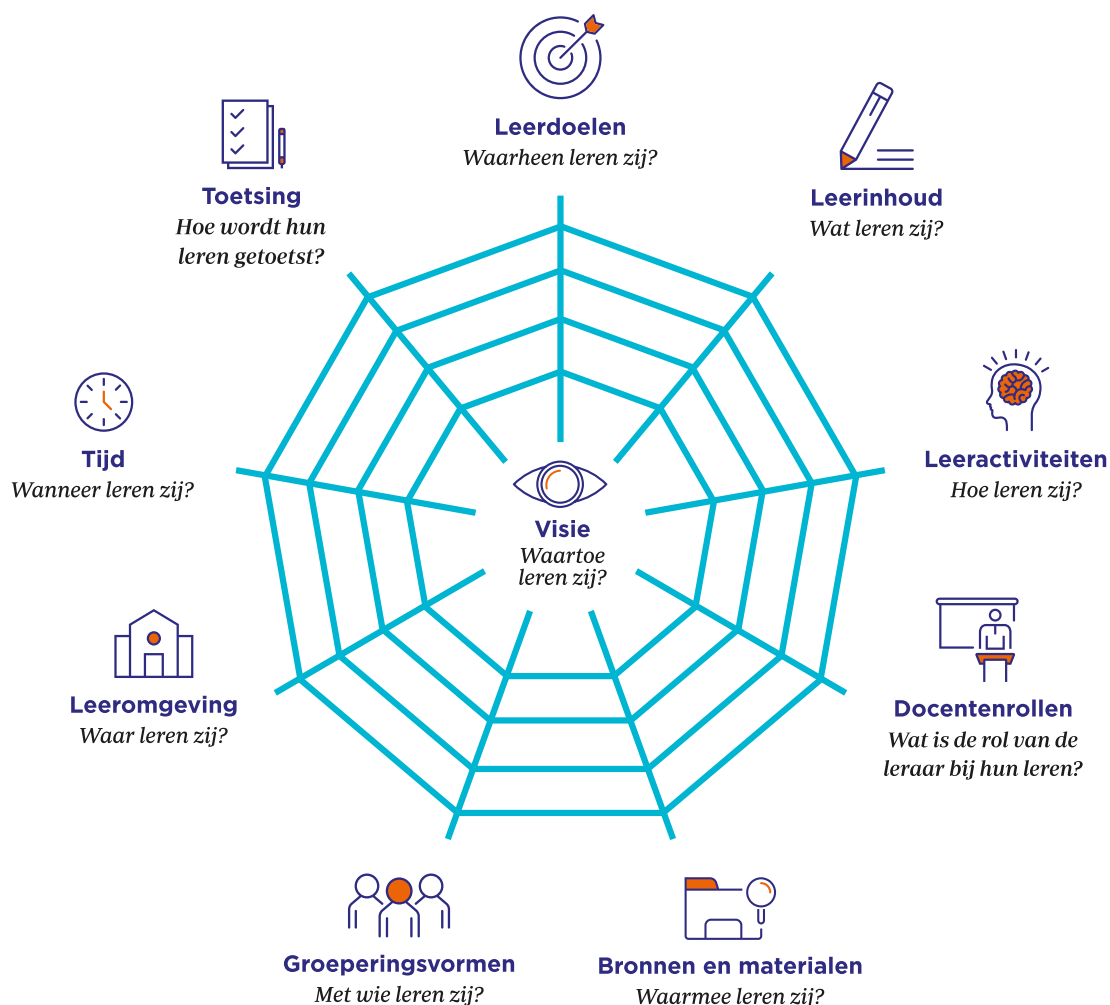 Leerdoelen
Waarheen leren zij?
Leerinhoud
Wat leren zij?
Leeractiviteiten
Hoe leren zij?
Docentenrollen
Wat is de rol van de
leraar bij hun leren?
Bronnen en materialen
Waarmee leren zij?
Groeperingsvormen
Met wie leren zij?
Leeromgeving
Waar leren zij?
Tijd
Wanneer leren zij?
Toetsing
Hoe wordt hun
leren getoetst?
Visie
Waartoe
leren zij?